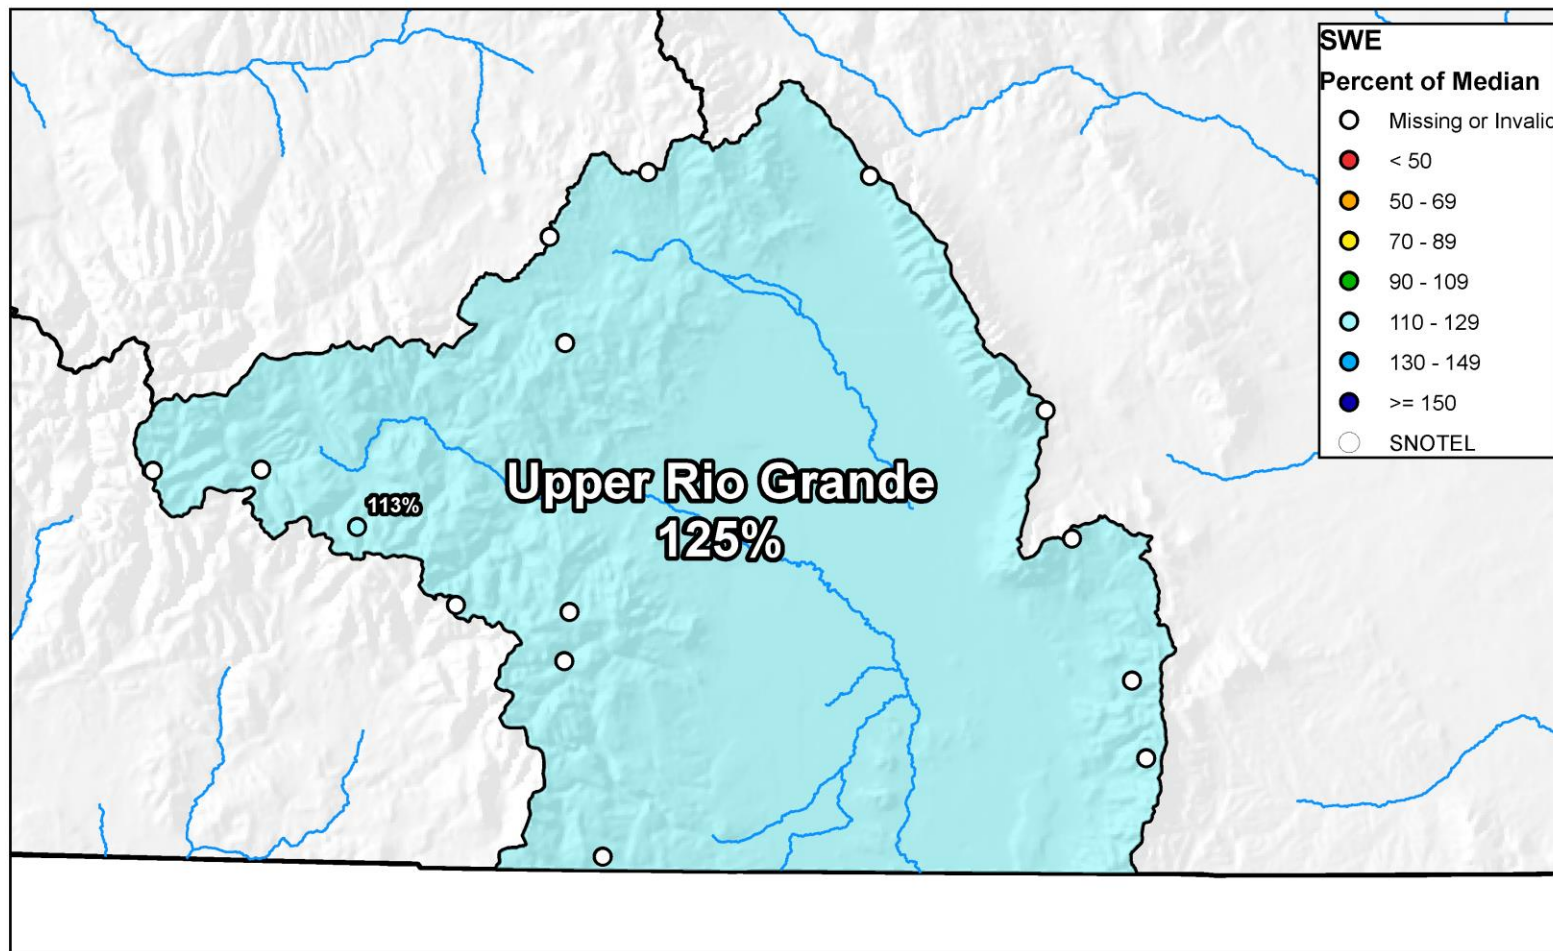 SWE
Percent of Median
Missing or Invalid
< 50
50 - 69
70 - 89
90 - 109
110 - 129
130 - 149
>= 150
SNOTEL
Upper Rio Grande
125%
113%